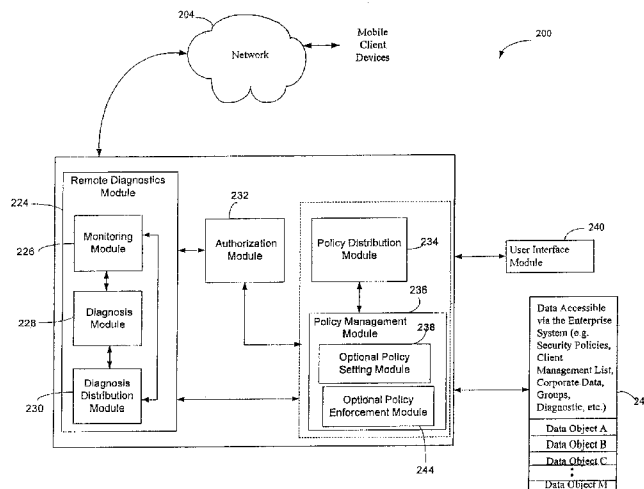 204
Network
Mobile
Client
Devices
200
Remote Diagnostics
Module
224
232
Monitoring
Module
226
Authorization
Module
Policy Distribution
Module
234
240
User Interface
Module
236
Diagnosis
Module
228
Policy Management
Module
238
Optional Policy
Setting Module
Diagnosis
Distribution
Module
230
Optional Policy
Enforcement Module
244
Data Accessible
via the Enterprise
System (e.g.
Security Policies,
Client
Management List,
Corporate Data,
Groups,
Diagnostic, etc.)
Data Object A
Data Object B
Data Object C
Data Object M